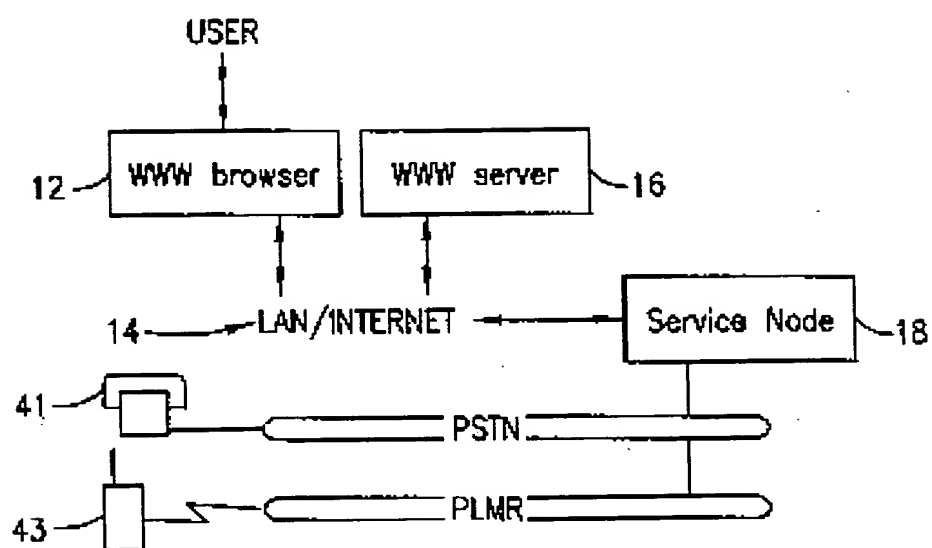 USER
12 WWW browser WWW server 16
14 LAN/INTERNET Service Node 18
41 PSTN
43 PLMR